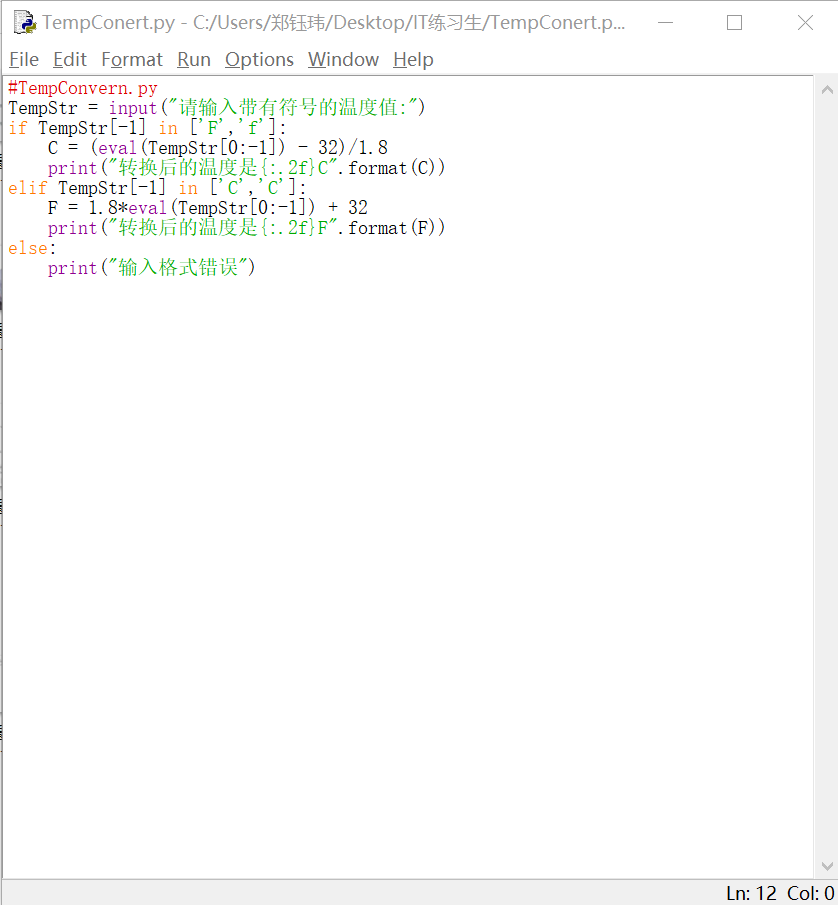 TempConert.py - C:/Users/郑钰玮/Desktop/IT练习生/TempConert.p...
File Edit Format Run Options Window Help
#TempConvern.py
TempStr = input("请输入带有符号的温度值:")
if TempStr[-1] in ['F','f']:
    C = (eval(TempStr[0:-1]) - 32)/1.8
    print("转换后的温度是{:.2f}C".format(C))
elif TempStr[-1] in ['C','C']:
    F = 1.8*eval(TempStr[0:-1]) + 32
    print("转换后的温度是{:.2f}F".format(F))
else:
    print("输入格式错误")
Ln: 12 Col: 0